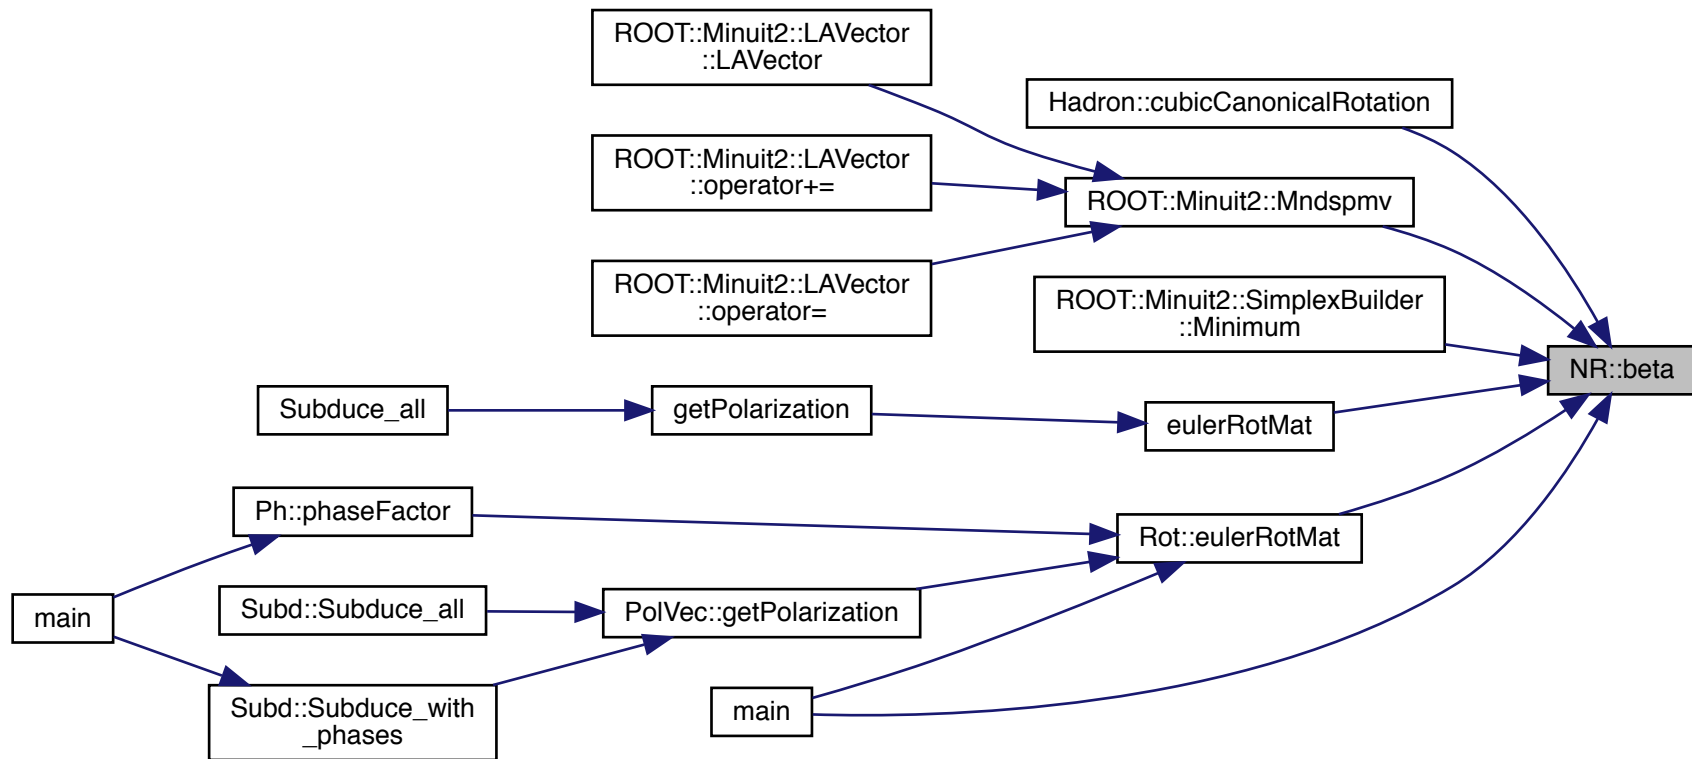 ROOT::Minuit2::LAVector
::LAVector
Hadron::cubicCanonicalRotation
ROOT::Minuit2::LAVector
::operator+=
ROOT::Minuit2::Mndspmv
ROOT::Minuit2::LAVector
::operator=
ROOT::Minuit2::SimplexBuilder
::Minimum
NR::beta
Subduce_all
getPolarization
eulerRotMat
Ph::phaseFactor
Rot::eulerRotMat
main
Subd::Subduce_all
PolVec::getPolarization
Subd::Subduce_with
_phases
main